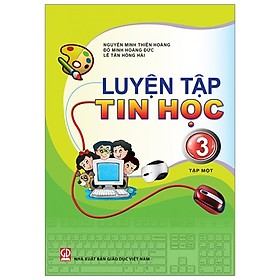 NGUYỄN MINH THIÊN HOÀNG
ĐỖ MINH HOÀNG ĐỨC
LÊ TẤN HỒNG HẢI
LUYỆN TẬP
TIN HỌC
3
TẬP MỘT
NHÀ XUẤT BẢN GIÁO DỤC VIỆT NAM